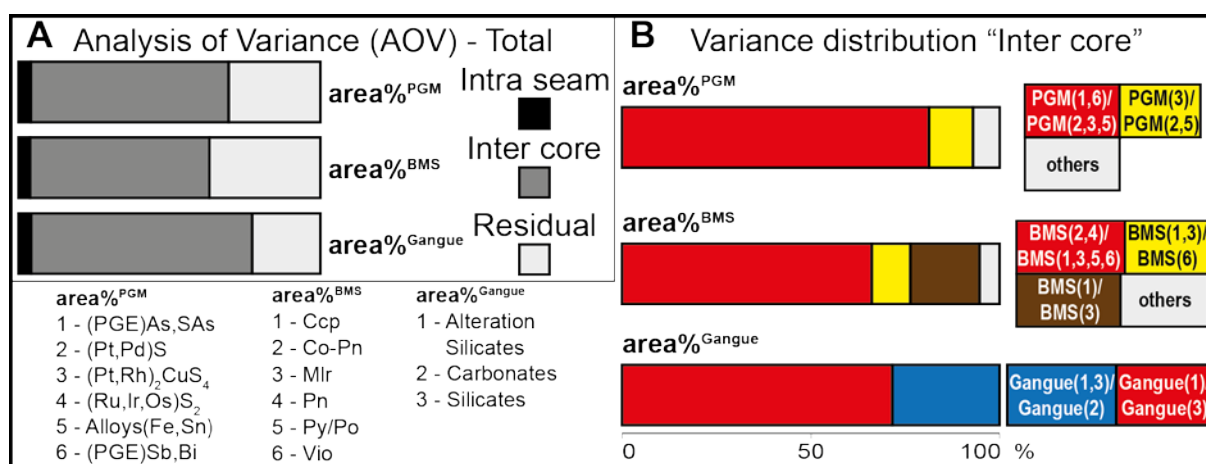 A Analysis of Variance (AOV) - Total
area%PGM
Intra seam
area%BMS
Inter core
area%Gangue
Residual
area%PGM
1 - (PGE)As,SAs
2 - (Pt,Pd)S
3 - (Pt,Rh)2CuS4
4 - (Ru,Ir,Os)S2
5 - Alloys(Fe,Sn)
6 - (PGE)Sb,Bi
area%BMS
1 - Ccp
2 - Co-Pn
3 - Mlr
4 - Pn
5 - Py/Po
6 - Vio
area%Gangue
1 - Alteration
Silicates
2 - Carbonates
3 - Silicates
B Variance distribution “Inter core”
area%PGM
PGM(1,6)/
PGM(2,3,5)
PGM(3)/
PGM(2,5)
others
area%BMS
BMS(2,4)/
BMS(1,3,5,6)
BMS(1,3)/
BMS(6)
BMS(1)/
BMS(3)
others
area%Gangue
Gangue(1,3)/
Gangue(2)
Gangue(1)/
Gangue(3)
0 50 100 %